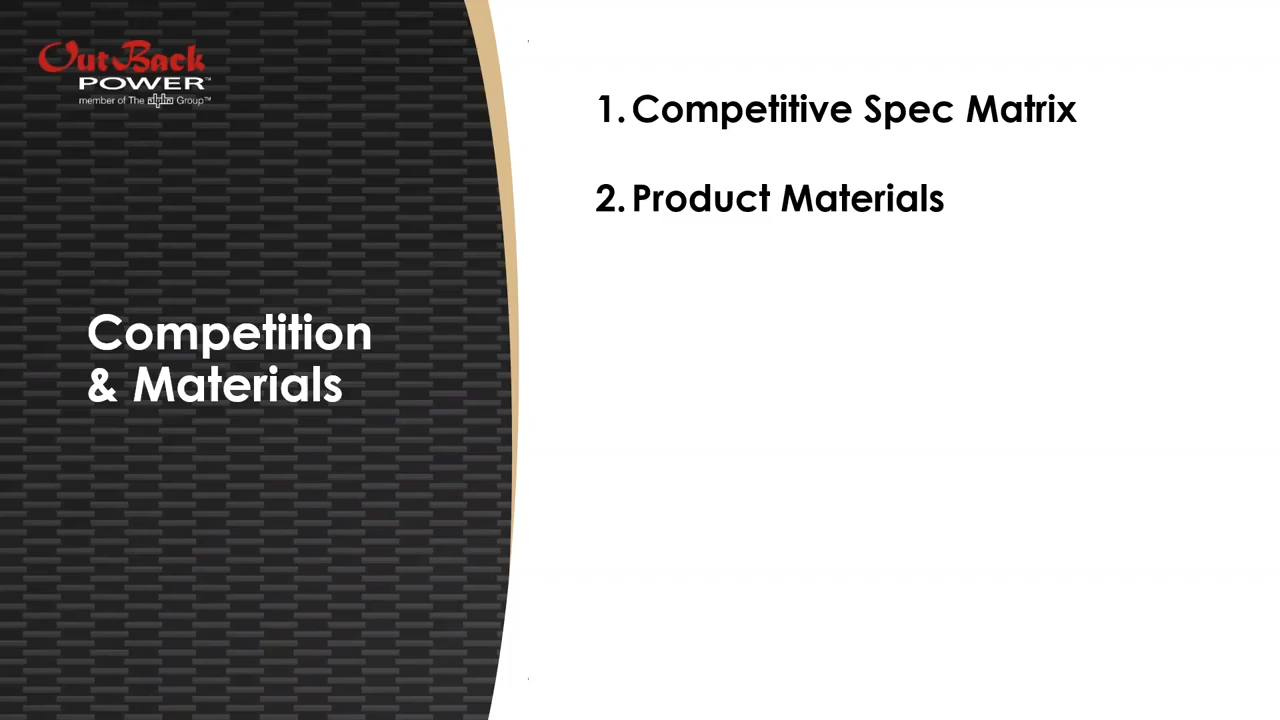 OutBack
POWER™
member of The alpha Group™
Competition
& Materials
1. Competitive Spec Matrix
2. Product Materials